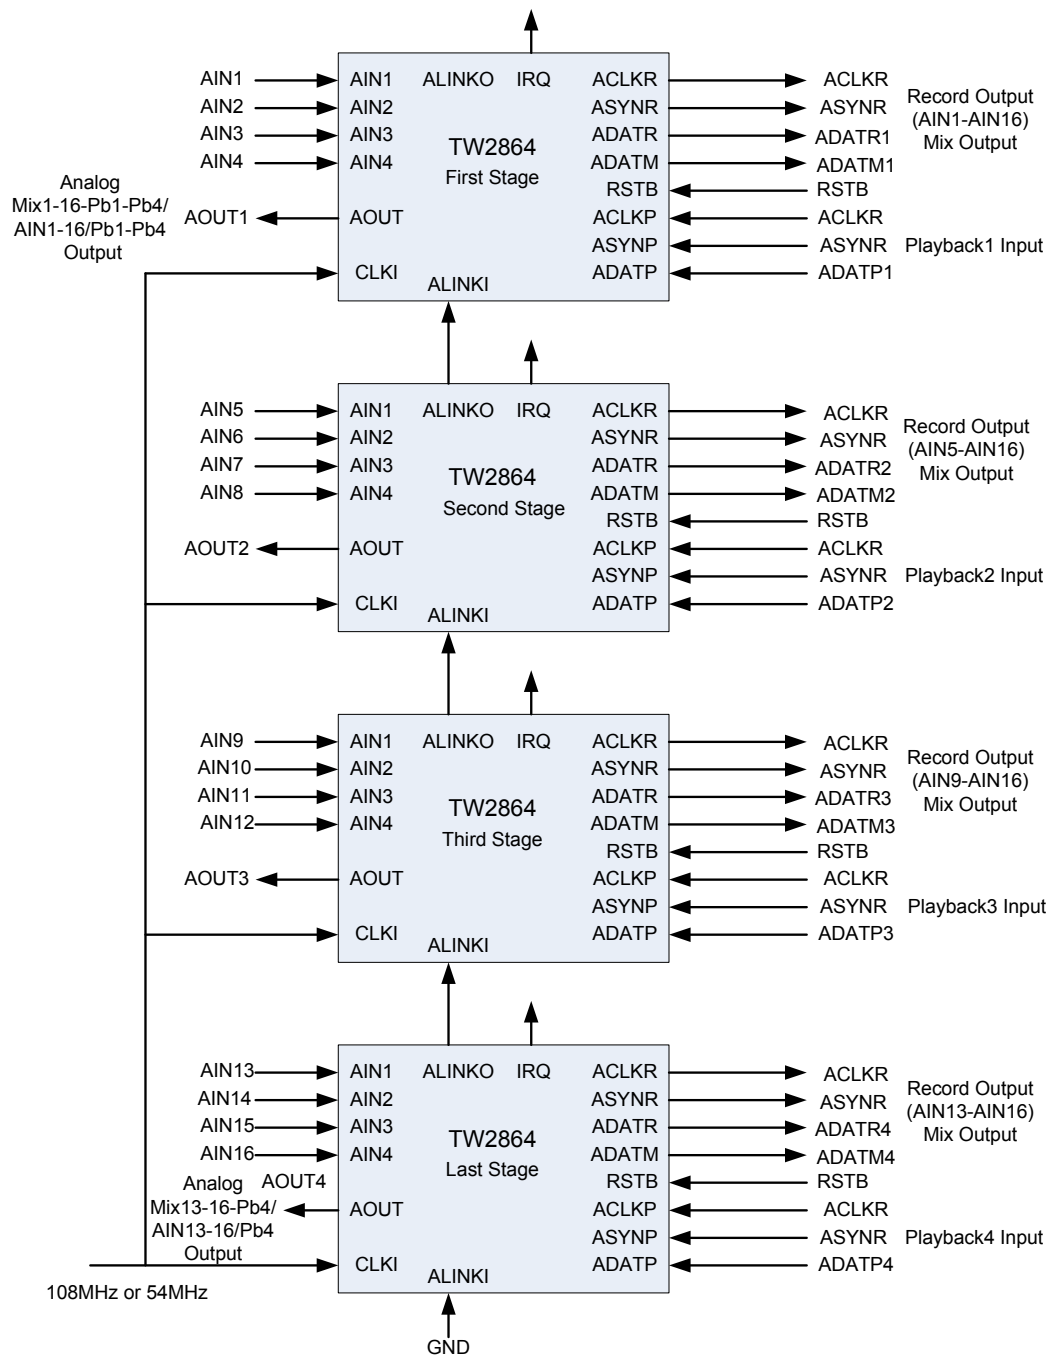 AIN1 AIN1 ALINKO IRQ ACLKR ACLKR
AIN2 AIN2 ASYNR ASYNR
AIN3 AIN3 ADATR ADATR1
AIN4 AIN4 ADATM ADATM1
Record Output
(AIN1-AIN16)
Mix Output
TW2864
First Stage
RSTB RSTB
Analog
Mix1-16-Pb1-Pb4/
AIN1-16/Pb1-Pb4
Output
AOUT1 AOUT ACLKP ACLKR
ASYNP ASYNR Playback1 Input
CLKI ADATP ADATP1
ALINKI
AIN5 AIN1 ALINKO IRQ ACLKR ACLKR
AIN6 AIN2 ASYNR ASYNR
AIN7 AIN3 ADATR ADATR2
AIN8 AIN4 ADATM ADATM2
Record Output
(AIN5-AIN16)
Mix Output
TW2864
Second Stage
RSTB RSTB
AOUT2 AOUT ACLKP ACLKR
ASYNP ASYNR Playback2 Input
CLKI ADATP ADATP2
ALINKI
AIN9 AIN1 ALINKO IRQ ACLKR ACLKR
AIN10 AIN2 ASYNR ASYNR
AIN11 AIN3 ADATR ADATR3
AIN12 AIN4 ADATM ADATM3
Record Output
(AIN9-AIN16)
Mix Output
TW2864
Third Stage
RSTB RSTB
AOUT3 AOUT ACLKP ACLKR
ASYNP ASYNR Playback3 Input
CLKI ADATP ADATP3
ALINKI
AIN13 AIN1 ALINKO IRQ ACLKR ACLKR
AIN14 AIN2 ASYNR ASYNR
AIN15 AIN3 ADATR ADATR4
AIN16 AIN4 ADATM ADATM4
Record Output
(AIN13-AIN16)
Mix Output
TW2864
Last Stage
RSTB RSTB
Analog
Mix13-16-Pb4/
AIN13-16/Pb4
Output
AOUT4 AOUT ACLKP ACLKR
ASYNP ASYNR Playback4 Input
CLKI ADATP ADATP4
ALINKI
108MHz or 54MHz
GND